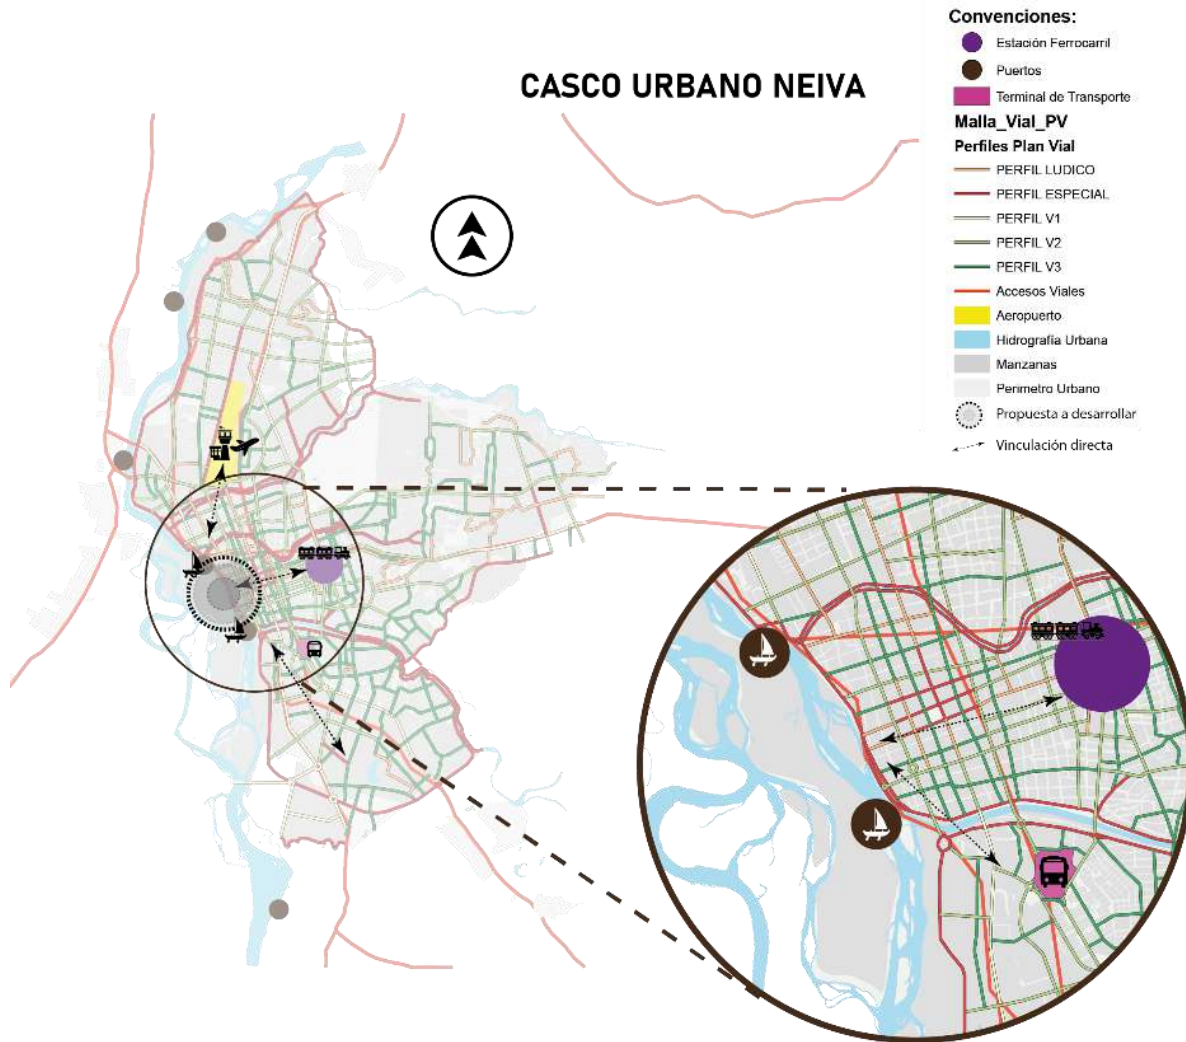 Convenciones:
Estación Ferrocarril
Puertos
Terminal de Transporte
CASCO URBANO NEIVA
Malla_Vial_PV
Perfiles Plan Vial
PERFIL LUDICO
PERFIL ESPECIAL
PERFIL V1
PERFIL V2
PERFIL V3
Accesos Viales
Aeropuerto
Hidrografía Urbana
Manzanas
Perimetro Urbano
Propuesta a desarrollar
Vinculación directa